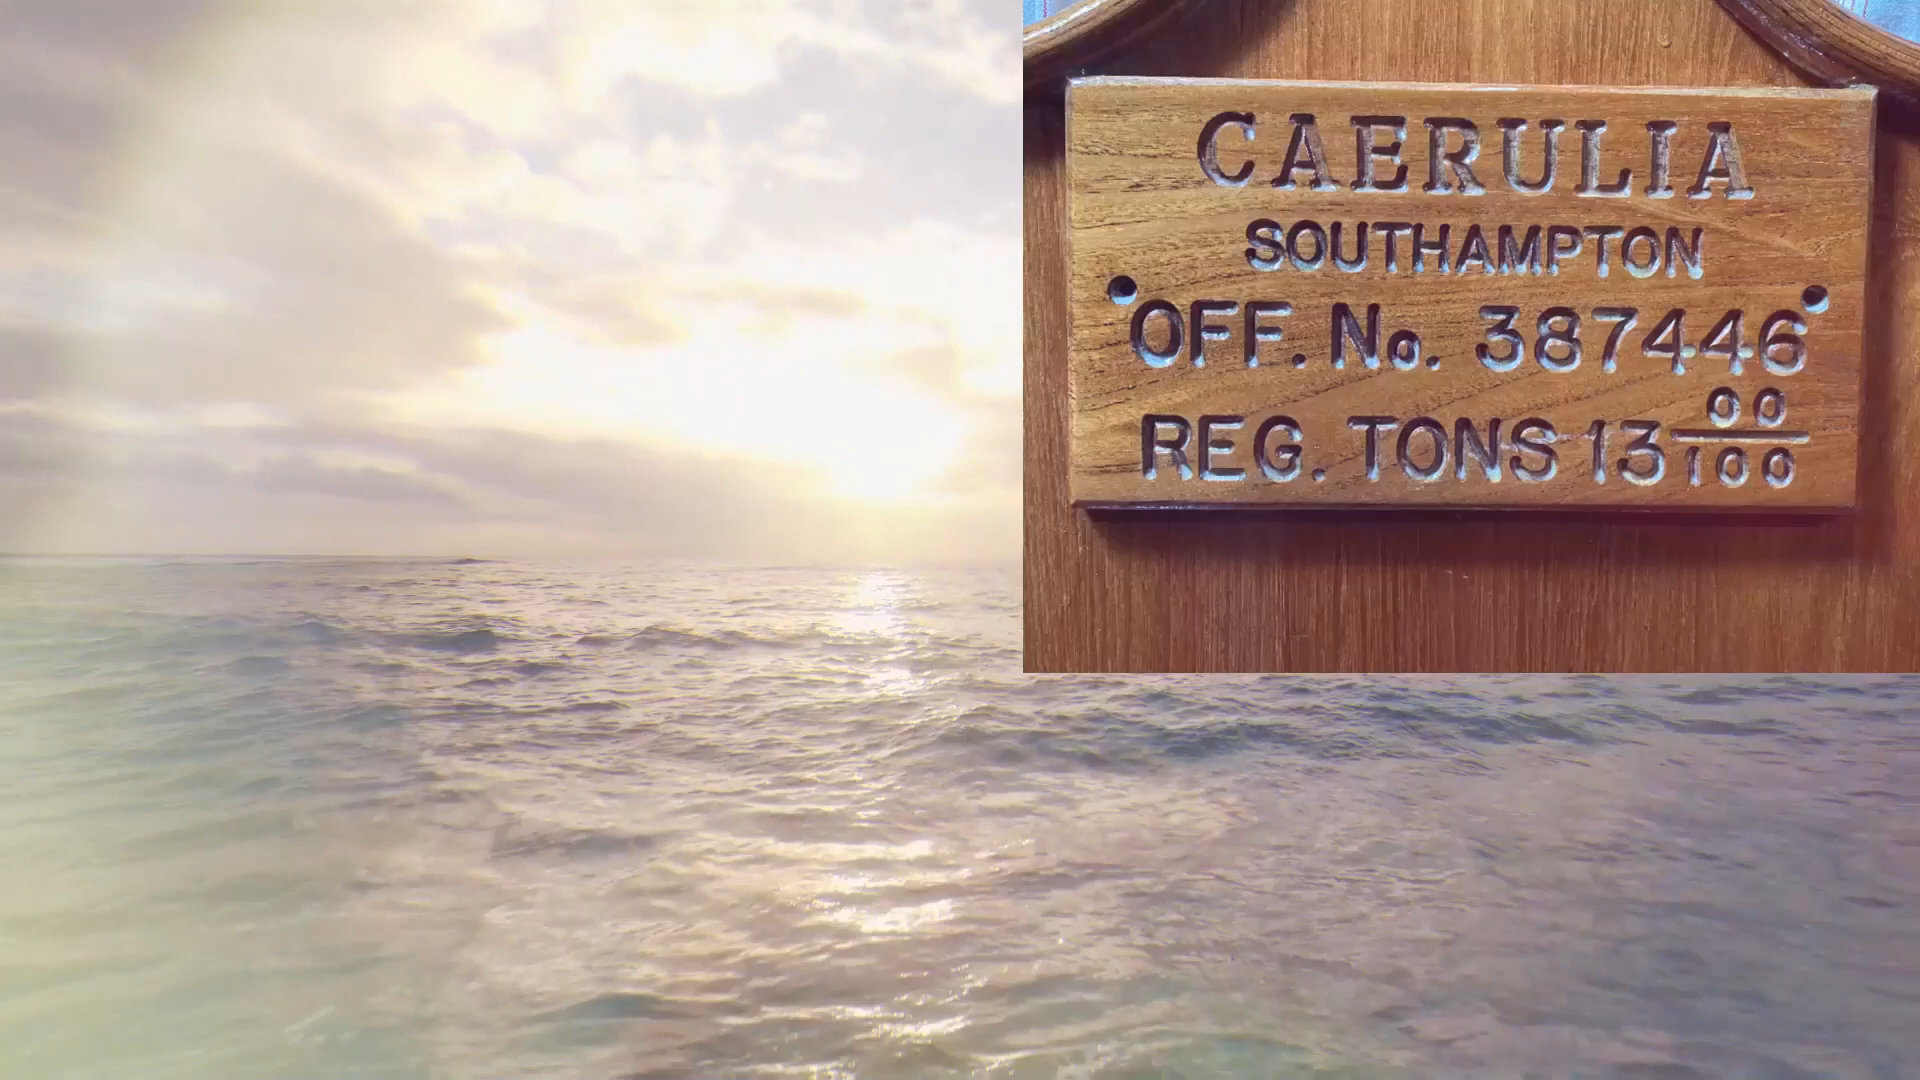 CAERULIA
SOUTHAMPTON
OFF. No. 387446
REG. TONS 13 00/100